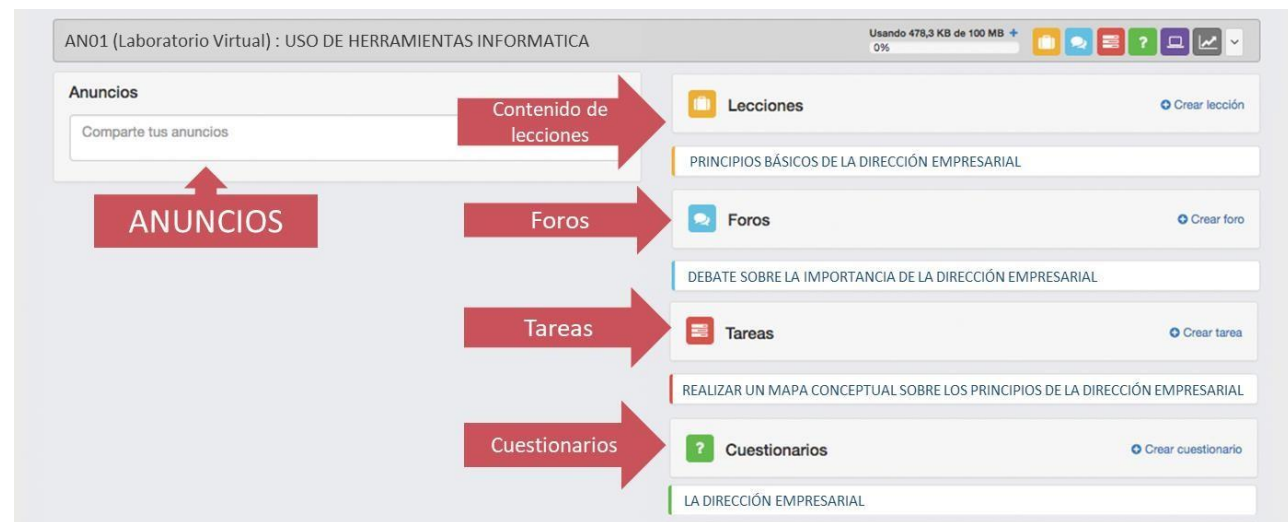 AN01 (Laboratorio Virtual) : USO DE HERRAMIENTAS INFORMATICA
Usando 478,3 KB de 100 MB +
0%
Anuncios
Comparte tus anuncios
ANUNCIOS
Contenido de
lecciones
Lecciones
Crear lección
PRINCIPIOS BÁSICOS DE LA DIRECCIÓN EMPRESARIAL
Foros
Foros
Crear foro
DEBATE SOBRE LA IMPORTANCIA DE LA DIRECCIÓN EMPRESARIAL
Tareas
Tareas
Crear tarea
REALIZAR UN MAPA CONCEPTUAL SOBRE LOS PRINCIPIOS DE LA DIRECCIÓN EMPRESARIAL
Cuestionarios
Cuestionarios
Crear cuestionario
LA DIRECCIÓN EMPRESARIAL